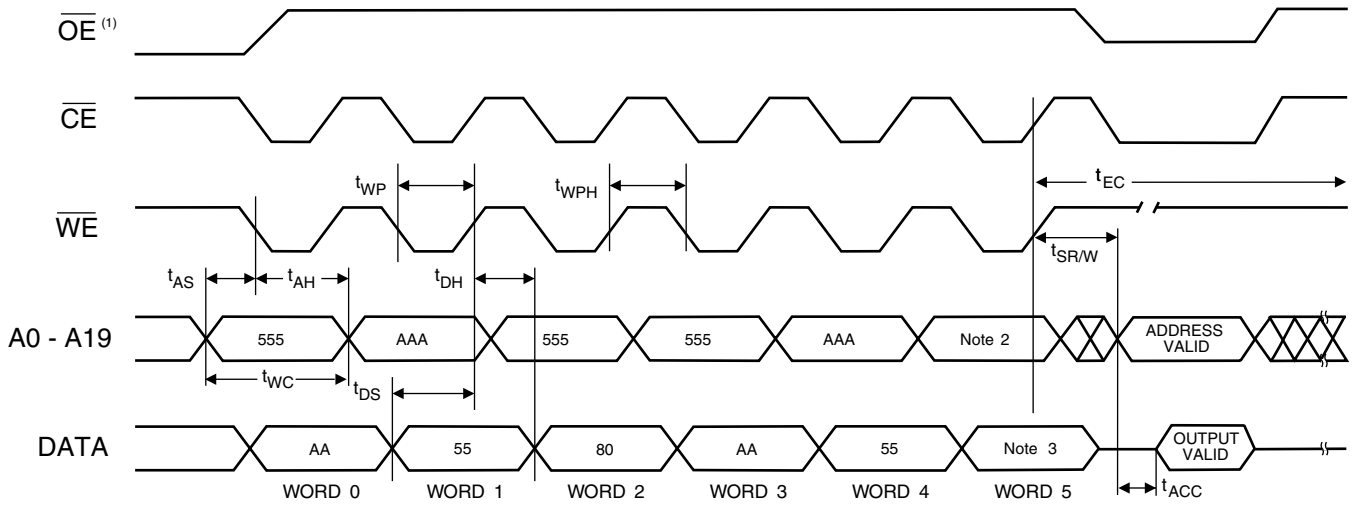 OE (1)
CE
tWP
tWPH
tEC
WE
tSR/W
tAS
tAH
tDH
A0 - A19
555
AAA
555
555
AAA
Note 2
ADDRESS
VALID
tWC
tDS
DATA
AA
55
80
AA
55
Note 3
OUTPUT
VALID
WORD 0
WORD 1
WORD 2
WORD 3
WORD 4
WORD 5
tACC